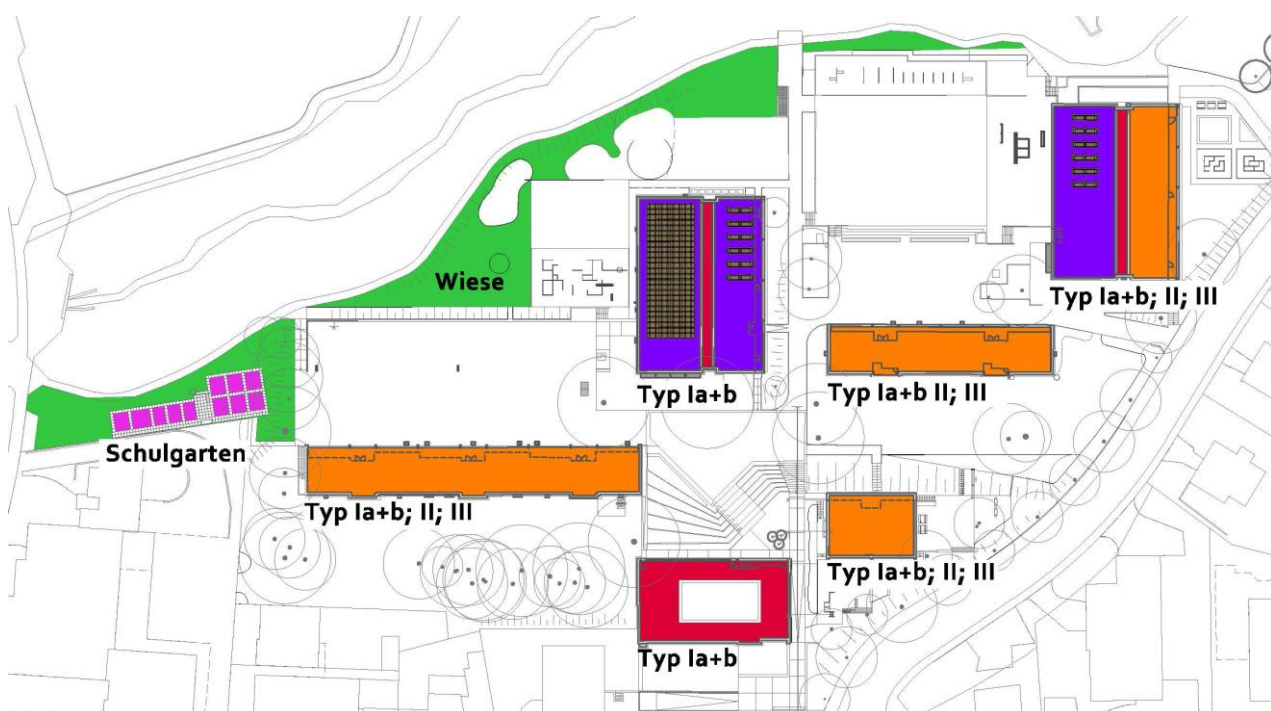 Wiese
Typ Ia+b; II; III
Typ Ia+b
Typ Ia+b II; III
Schulgarten
Typ Ia+b; II; III
Typ Ia+b; II; III
Typ Ia+b